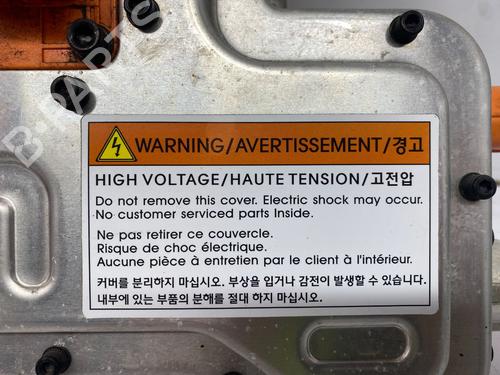 B-PARTS
WARNING/AVERTISSEMENT/경고
HIGH VOLTAGE/HAUTE TENSION/고전압
Do not remove this cover. Electric shock may occur.
No customer serviced parts Inside.
Ne pas retirer ce couvercle.
Risque de choc électrique.
Aucune pièce à entretien par le client à l'intérieur.
커버를 분리하지 마십시오. 부상을 입거나 감전이 발생할 수 있습니다.
내부에 있는 부품의 분해를 절대 하지 마십시오.